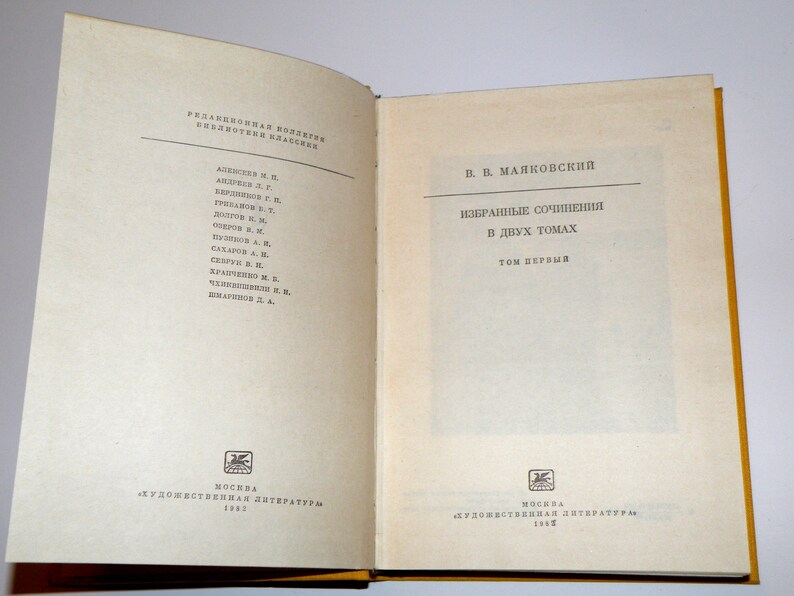 РЕДАКЦИОННАЯ КОЛЛЕГИЯ
БИБЛИОТЕКИ КЛАССИКИ
АЛЕКСЕЕВ М. П.
АНДРЕЕВ Л. Г.
БЕРДНИКОВ Г. П.
ГРИБАНОВ Б. Т.
ДОЛГОВ К. М.
ОЗЕРОВ В. М.
ПУЗИКОВ А. И.
САХАРОВ А. Н.
СЕВРУК В. Н.
ХРАПЧЕНКО М. Б.
ЧХИКВИШВИЛИ И. И.
ШМАРИНОВ Д. А.
МОСКВА
«ХУДОЖЕСТВЕННАЯ ЛИТЕРАТУРА»
1982
В. В. МАЯКОВСКИЙ
ИЗБРАННЫЕ СОЧИНЕНИЯ
В ДВУХ ТОМАХ
ТОМ ПЕРВЫЙ
МОСКВА
«ХУДОЖЕСТВЕННАЯ ЛИТЕРАТУРА»